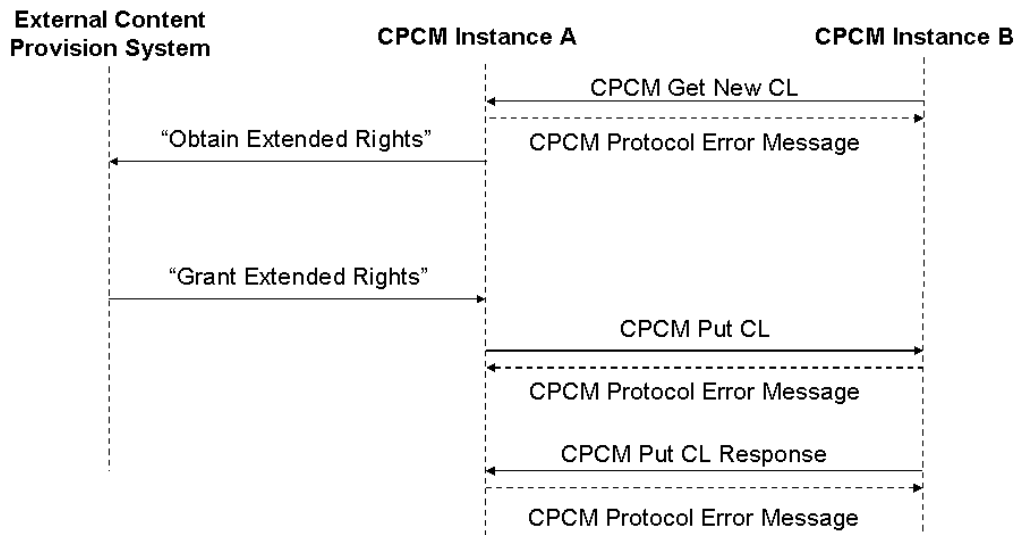 External Content
Provision System
CPCM Instance A
CPCM Instance B
CPCM Get New CL
CPCM Protocol Error Message
“Obtain Extended Rights”
“Grant Extended Rights”
CPCM Put CL
CPCM Protocol Error Message
CPCM Put CL Response
CPCM Protocol Error Message